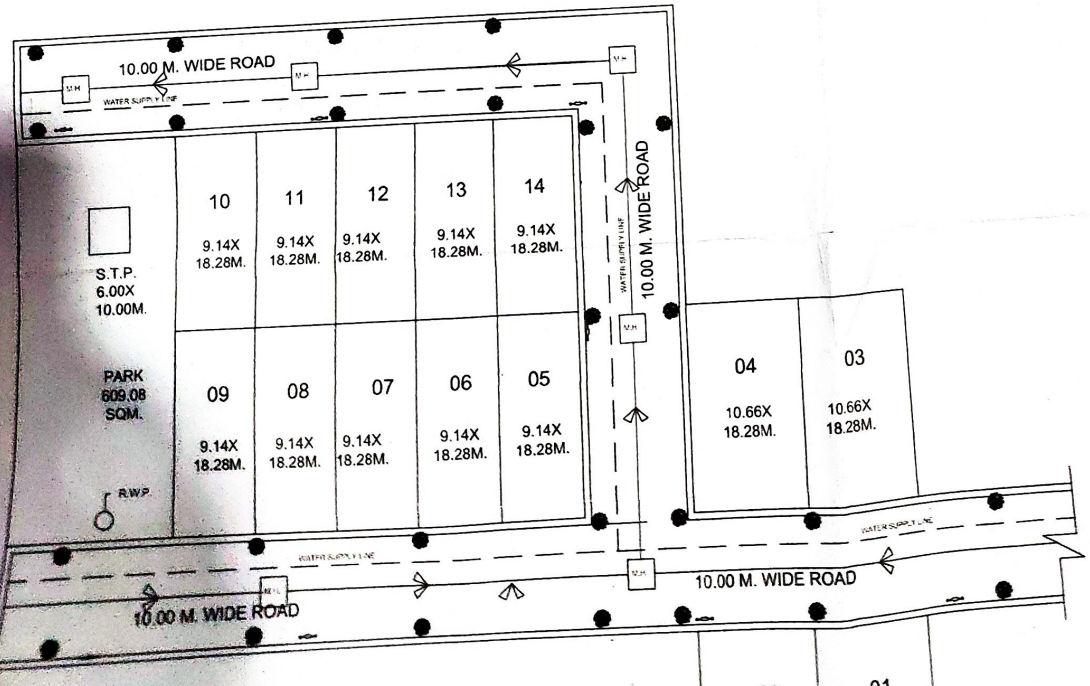 10.00 M. WIDE ROAD
M.H.
M.H.
M.H.
WATER SUPPLY LINE
10
9.14X
18.28M.
11
9.14X
18.28M.
12
9.14X
18.28M.
13
9.14X
18.28M.
14
9.14X
18.28M.
WATER SUPPLY LINE
10.00 M. WIDE ROAD
M.H.
S.T.P.
6.00X
10.00M.
PARK
609.08
SQM.
R.W.P.
09
9.14X
18.28M.
08
9.14X
18.28M.
07
9.14X
18.28M.
06
9.14X
18.28M.
05
9.14X
18.28M.
04
10.66X
18.28M.
03
10.66X
18.28M.
WATER SUPPLY LINE
WATER SUPPLY LINE
M.H.
M.H.
10.00 M. WIDE ROAD
10.00 M. WIDE ROAD
01